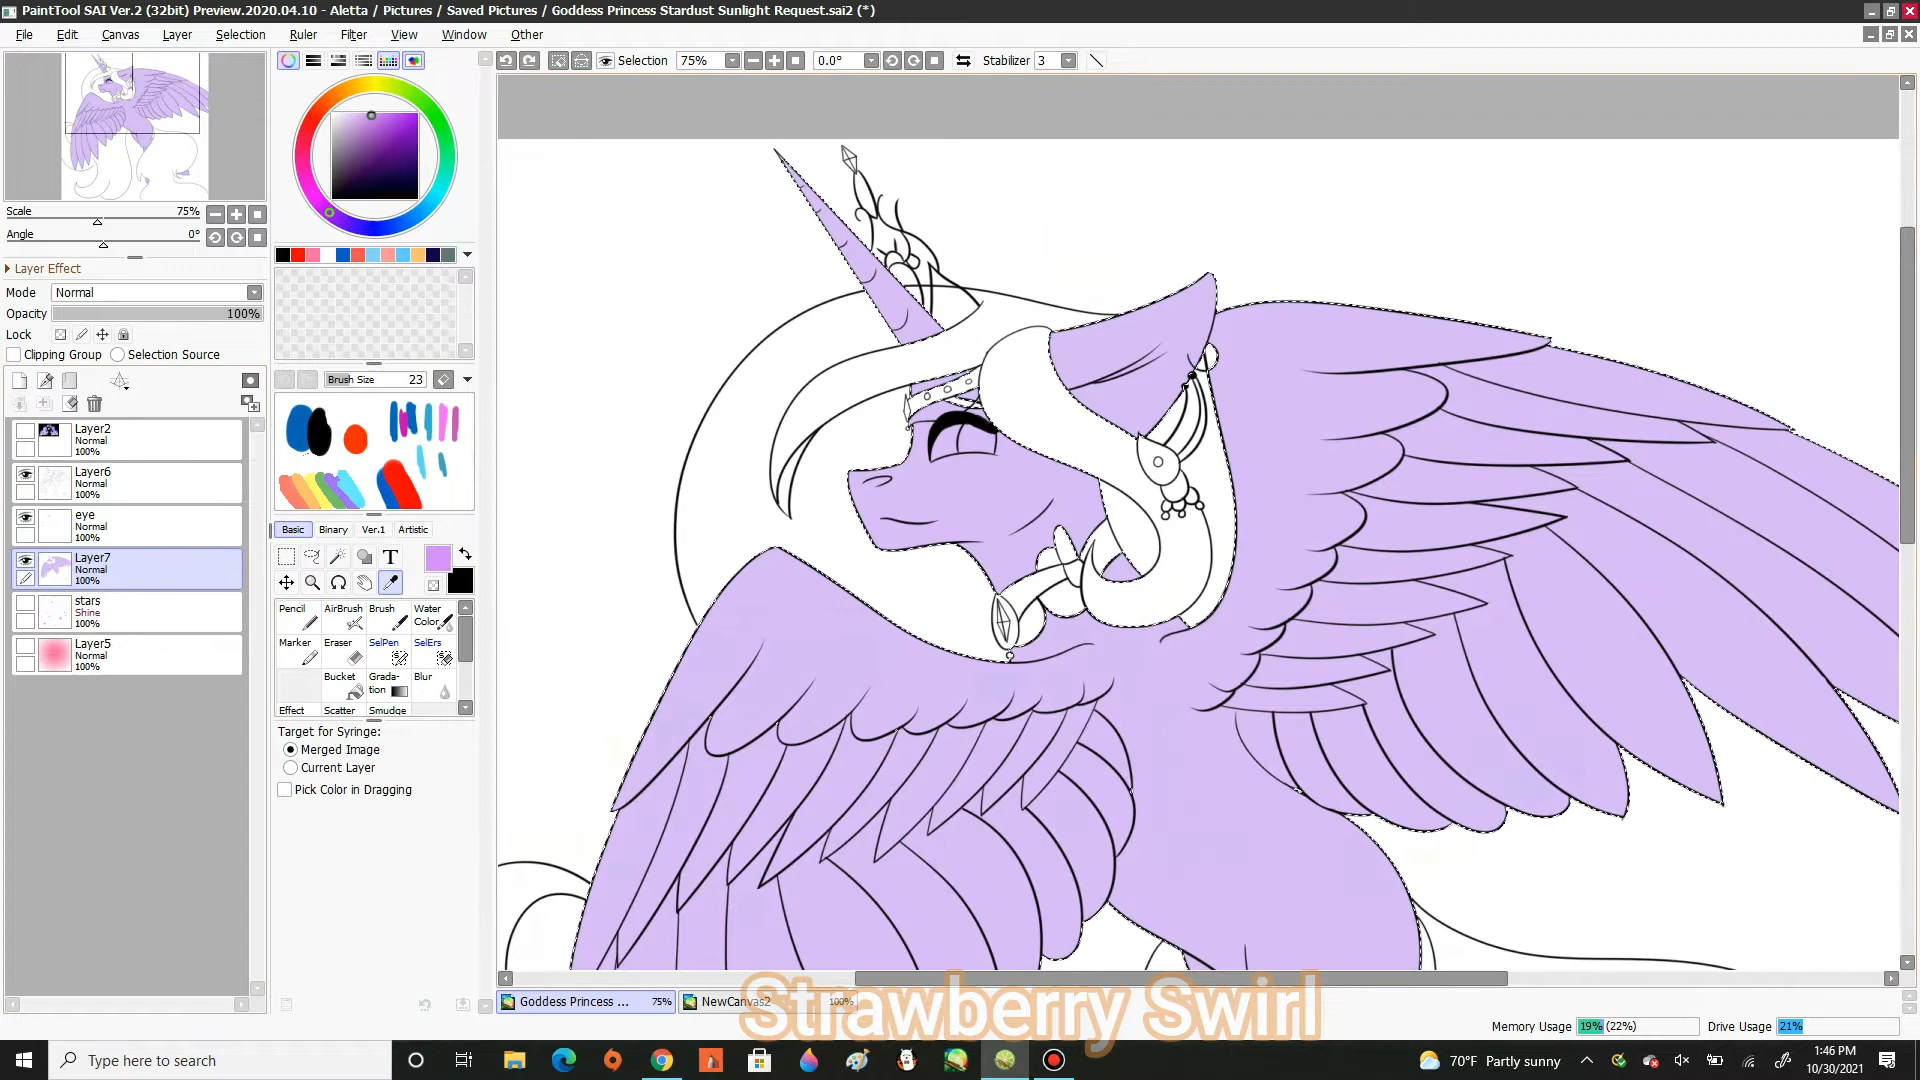 PaintTool SAI Ver.2 (32bit) Preview.2020.04.10 - Aletta / Pictures / Saved Pictures / Goddess Princess Stardust Sunlight Request.sai2 (*)
File Edit Canvas Layer Selection Ruler Filter View Window Other
Selection 75% 0.0° Stabilizer 3
Scale 75%
Angle 0°
Layer Effect
Mode Normal
Opacity 100%
Lock
Clipping Group Selection Source
Layer2
Normal
100%
Layer6
Normal
100%
eye
Normal
100%
Layer7
Normal
100%
stars
Shine
100%
Layer5
Normal
100%
Brush Size 23
Basic Binary Ver.1 Artistic
T
Pencil AirBrush Brush Water Color
Marker Eraser SelPen SelErs
Bucket Grada-tion Blur
Effect Scatter Smudge
Target for Syringe:
Merged Image
Current Layer
Pick Color in Dragging
Goddess Princess ... 75% NewCanvas2 100%
Strawberry Swirl
Memory Usage 19% (22%) Drive Usage 21%
Type here to search
70°F Partly sunny
1:46 PM
10/30/2021